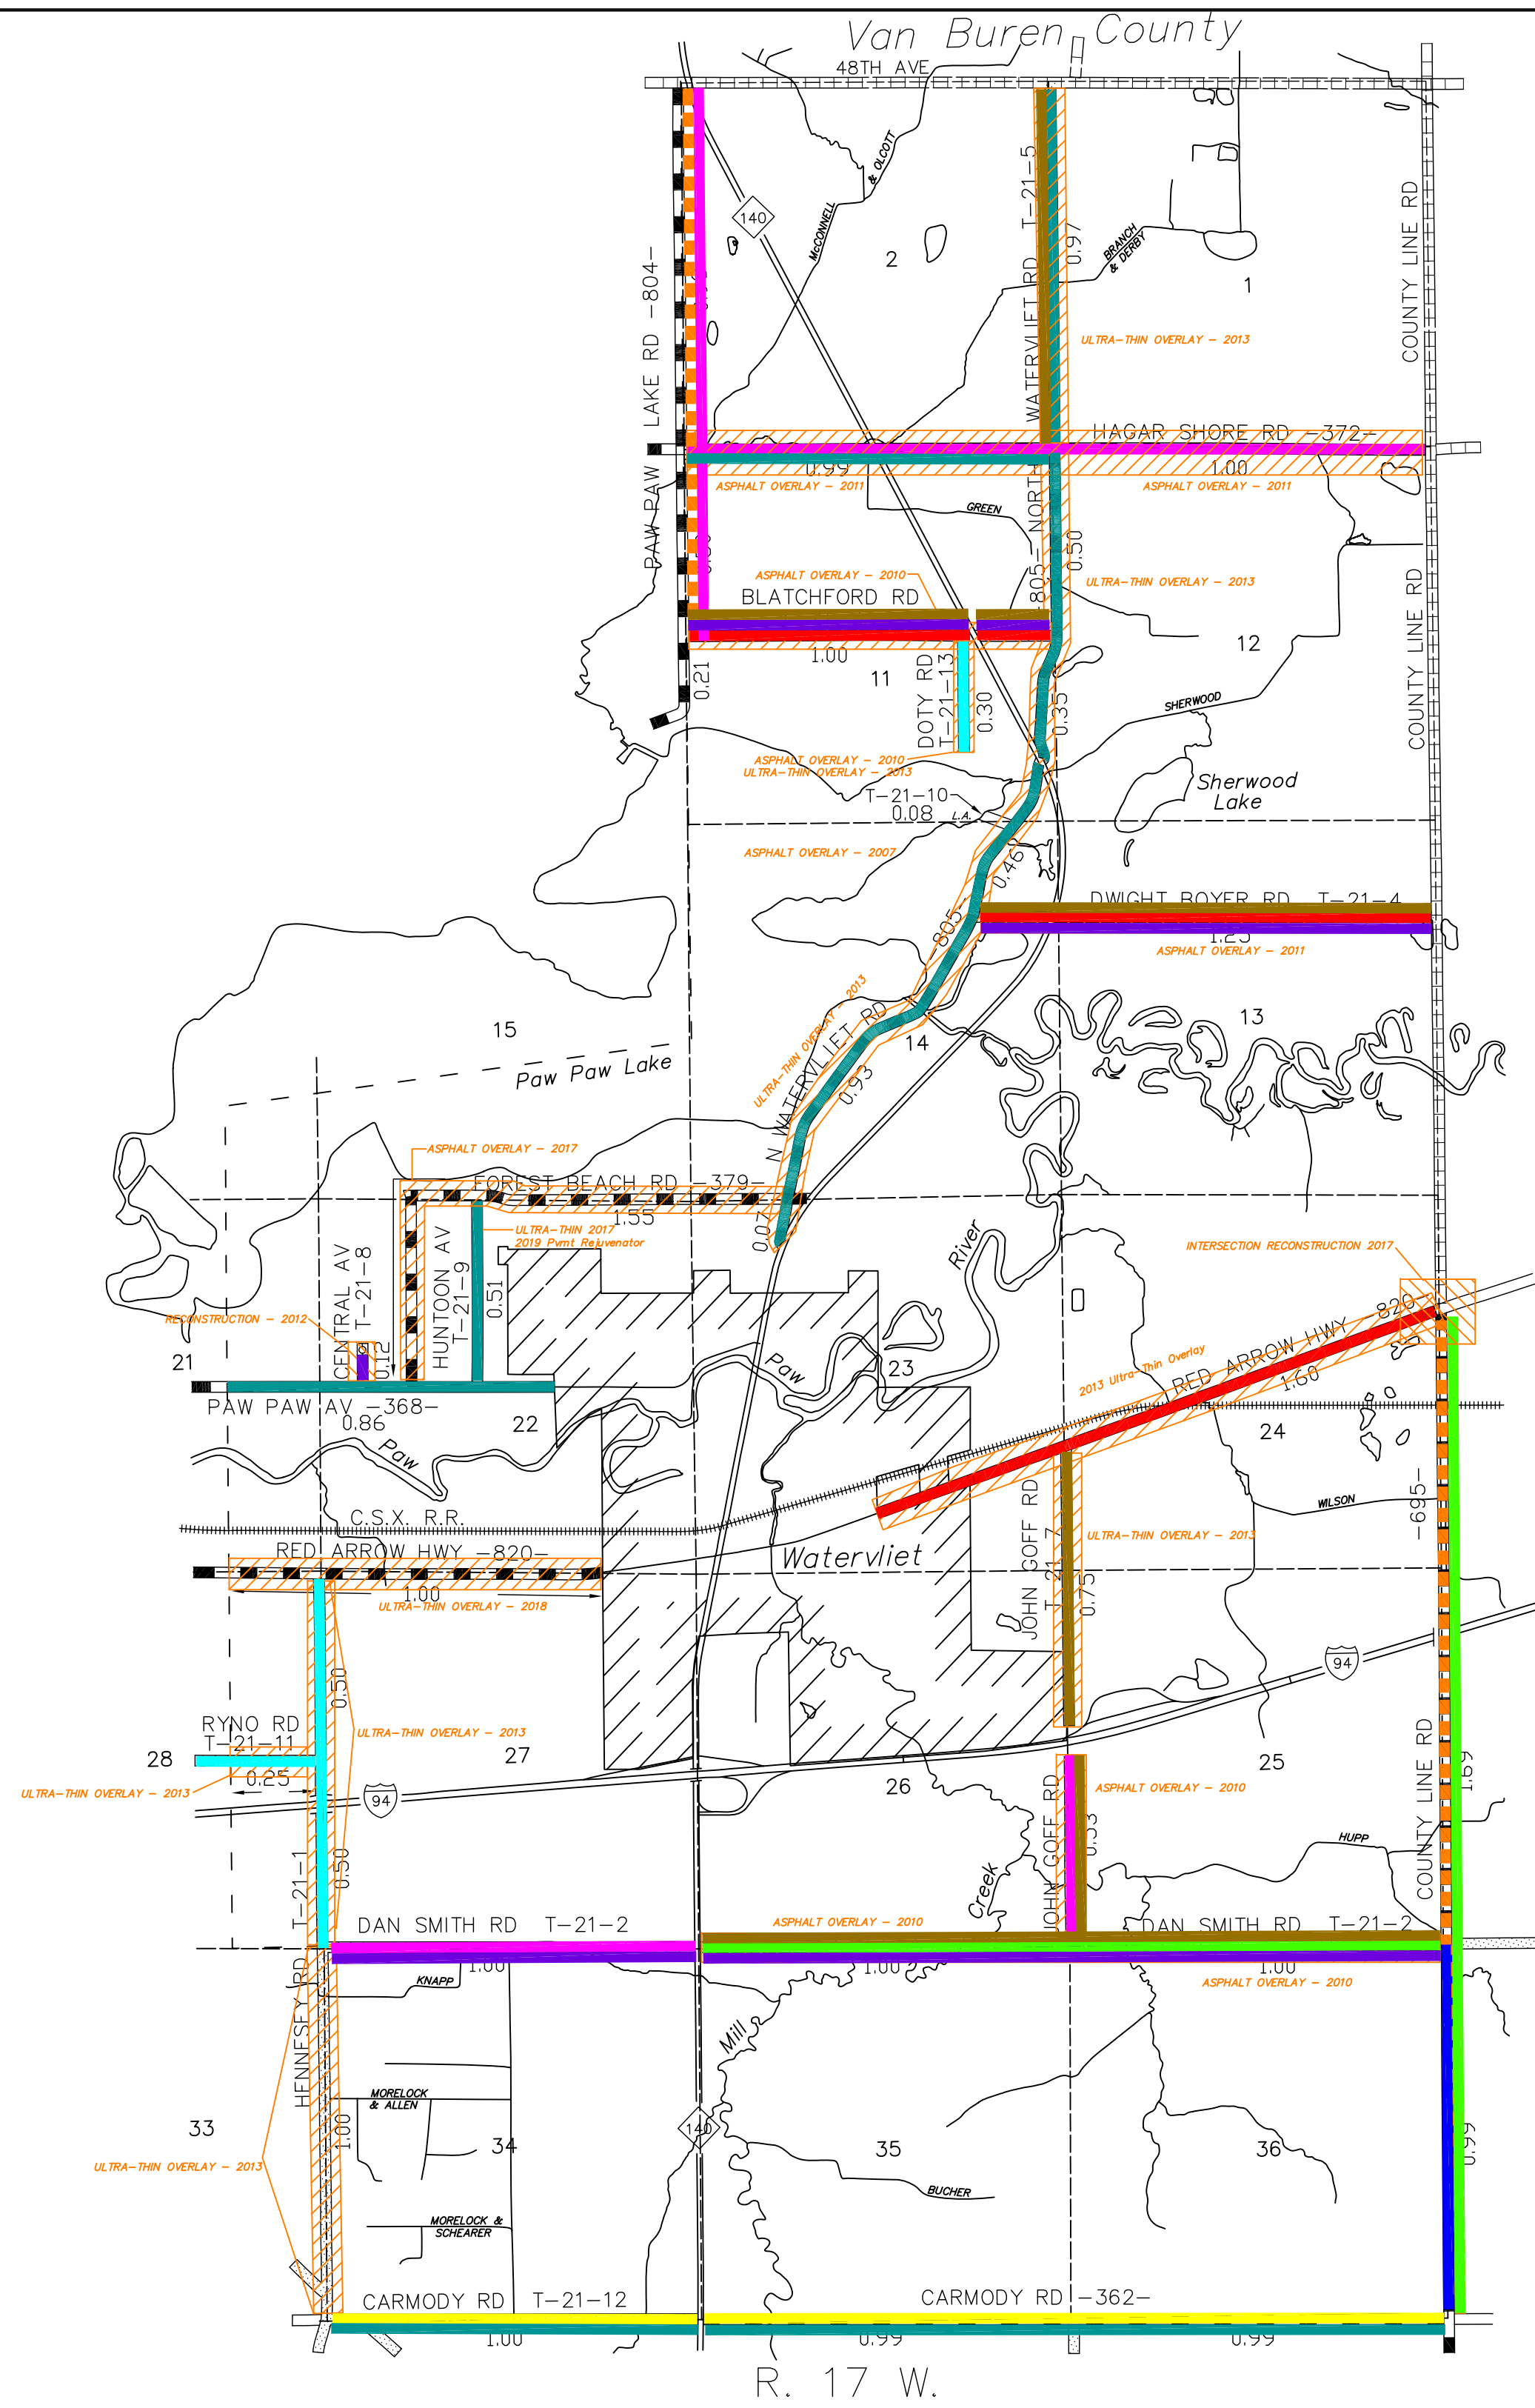 Van Buren County
48TH AVE
McCONNELL
& OLCOTT
140
2
WATERVLIET RD T-21-5
0.97
BRANCH
& DERBY
1
COUNTY LINE RD
PAW PAW LAKE RD -804-
ULTRA-THIN OVERLAY - 2013
HAGAR SHORE RD -372-
0.99
1.00
ASPHALT OVERLAY - 2011
ASPHALT OVERLAY - 2011
GREEN
-805- NORTH
0.50
ASPHALT OVERLAY - 2010
ULTRA-THIN OVERLAY - 2013
BLATCHFORD RD
COUNTY LINE RD
1.00
11
12
0.21
DOTY RD
T-21-13
0.30
0.35
SHERWOOD
ASPHALT OVERLAY - 2010
ULTRA-THIN OVERLAY - 2013
T-21-10
0.08
L.A.
Sherwood
Lake
ASPHALT OVERLAY - 2007
0.46
DWIGHT BOYER RD T-21-4
1.25
-805-
ASPHALT OVERLAY - 2011
ULTRA-THIN OVERLAY - 2013
15
14
13
Paw Paw Lake
N WATERVLIET RD
0.93
ASPHALT OVERLAY - 2017
FOREST BEACH RD -379-
1.55
0.07
ULTRA-THIN 2017
2019 Pvmt Rejuvenator
River
INTERSECTION RECONSTRUCTION 2017
CENTRAL AV
T-21-8
0.12
HUNTOON AV
T-21-9
0.51
RECONSTRUCTION - 2012
21
Paw
23
2013 Ultra-Thin Overlay
RED ARROW HWY -820-
1.60
PAW PAW AV -368-
0.86
22
24
Paw
C.S.X. R.R.
WILSON
-695-
RED ARROW HWY -820-
1.00
Watervliet
JOHN GOFF RD
T-21-7
0.75
ULTRA-THIN OVERLAY - 2013
ULTRA-THIN OVERLAY - 2018
0.50
94
RYNO RD
T-21-11
0.25
28
27
26
25
ULTRA-THIN OVERLAY - 2013
ULTRA-THIN OVERLAY - 2013
94
ASPHALT OVERLAY - 2010
COUNTY LINE RD
1.69
HUPP
T-21-1
0.50
JOHN GOFF RD
0.53
Creek
DAN SMITH RD T-21-2
ASPHALT OVERLAY - 2010
DAN SMITH RD T-21-2
1.00
1.00
1.00
ASPHALT OVERLAY - 2010
KNAPP
HENNESEY RD
Mill
MORELOCK
& ALLEN
33
1.00
34
140
35
36
0.99
ULTRA-THIN OVERLAY - 2013
BUCHER
MORELOCK &
SCHEARER
CARMODY RD T-21-12
CARMODY RD -362-
1.00
0.99
0.99
R. 17 W.